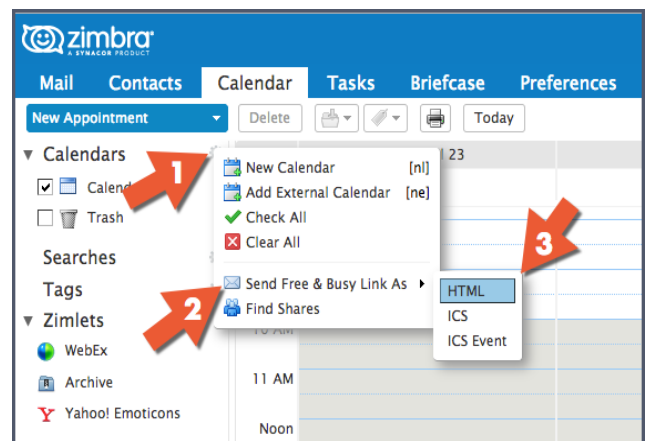 zimbra
A SYNACOR PRODUCT
Mail Contacts Calendar Tasks Briefcase Preferences
New Appointment Delete Today
Calendars
23
1
New Calendar [nl]
Add External Calendar [ne]
Check All
Clear All
Trash
Searches
Tags
Send Free & Busy Link As
Find Shares
2
3
HTML
ICS
ICS Event
Zimlets
WebEx
Archive
Yahoo! Emoticons
11 AM
Noon